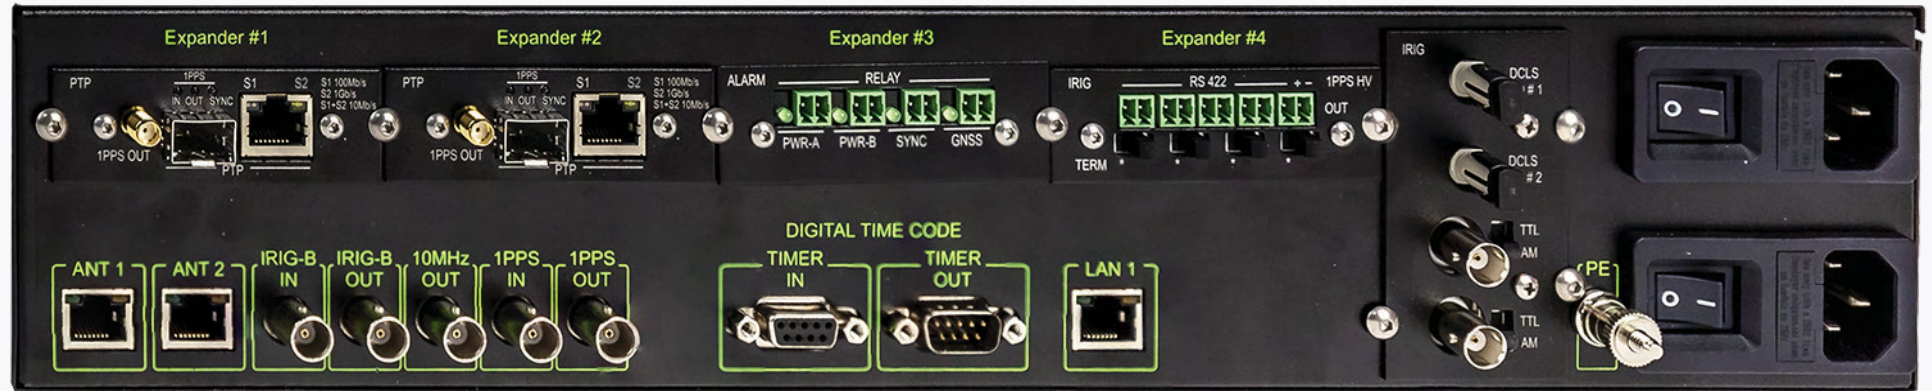 Expander #1
Expander #2
Expander #3
Expander #4
PTP
1PPS
IN OUT SYNC
S1 S2
S1 100Mb/s
S2 1Gb/s
S1+S2 10Mb/s
1PPS OUT
PTP
PTP
1PPS
IN OUT SYNC
S1 S2
S1 100Mb/s
S2 1Gb/s
S1+S2 10Mb/s
1PPS OUT
PTP
ALARM RELAY
PWR-A PWR-B SYNC GNSS
IRIG RS 422 + - 1PPS HV
OUT
TERM * * * *
IRIG
DCLS
#1
DCLS
#2
TTL
AM
TTL
AM
DIGITAL TIME CODE
ANT 1
ANT 2
IRIG-B
IN
IRIG-B
OUT
10MHz
OUT
1PPS
IN
1PPS
OUT
TIMER
IN
TIMER
OUT
LAN 1
PE
O I
O I